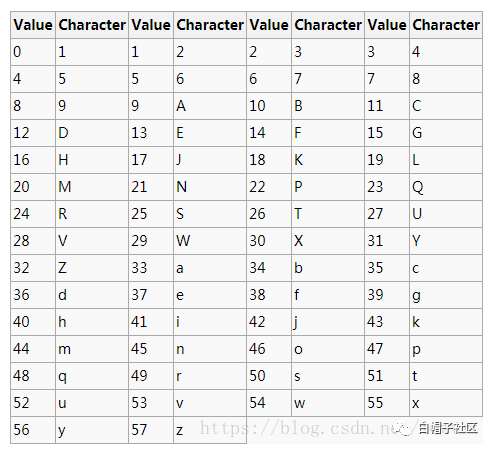 Value Character Value Character Value Character Value Character
0 1 1 2 2 3 3 4
4 5 5 6 6 7 7 8
8 9 9 A 10 B 11 C
12 D 13 E 14 F 15 G
16 H 17 J 18 K 19 L
20 M 21 N 22 P 23 Q
24 R 25 S 26 T 27 U
28 V 29 W 30 X 31 Y
32 Z 33 a 34 b 35 c
36 d 37 e 38 f 39 g
40 h 41 i 42 j 43 k
44 m 45 n 46 o 47 p
48 q 49 r 50 s 51 t
52 u 53 v 54 w 55 x
56 y 57 z
https://blog.csdn.net/
白帽子社区